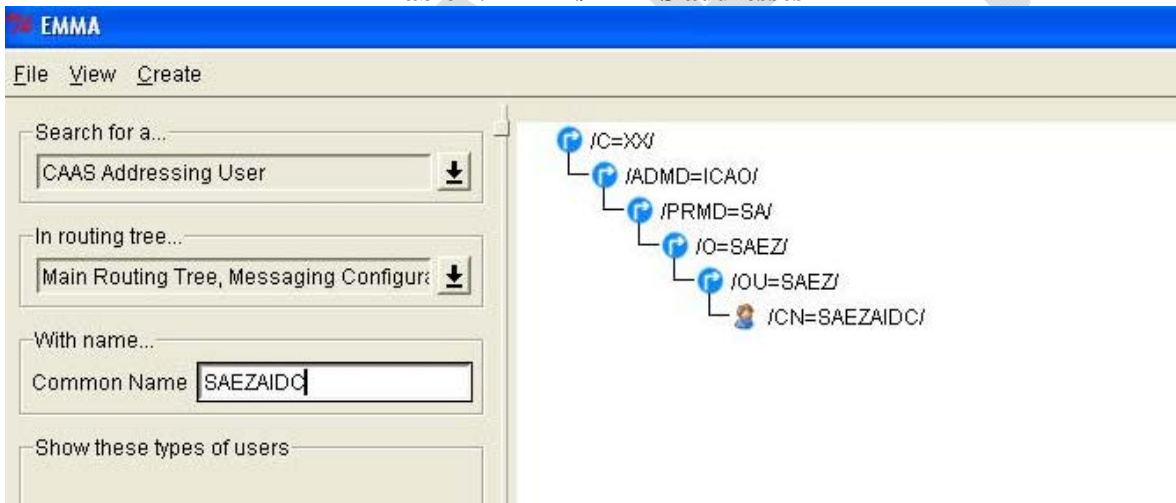 EMMA
File View Create
Search for a...
CAAS Addressing User
In routing tree...
Main Routing Tree, Messaging Configura
With name...
Common Name SAEZAIDC
Show these types of users
/C=XX/
/ADMD=ICAO/
/PRMD=SA/
/O=SAEZ/
/OU=SAEZ/
/CN=SAEZAIDC/